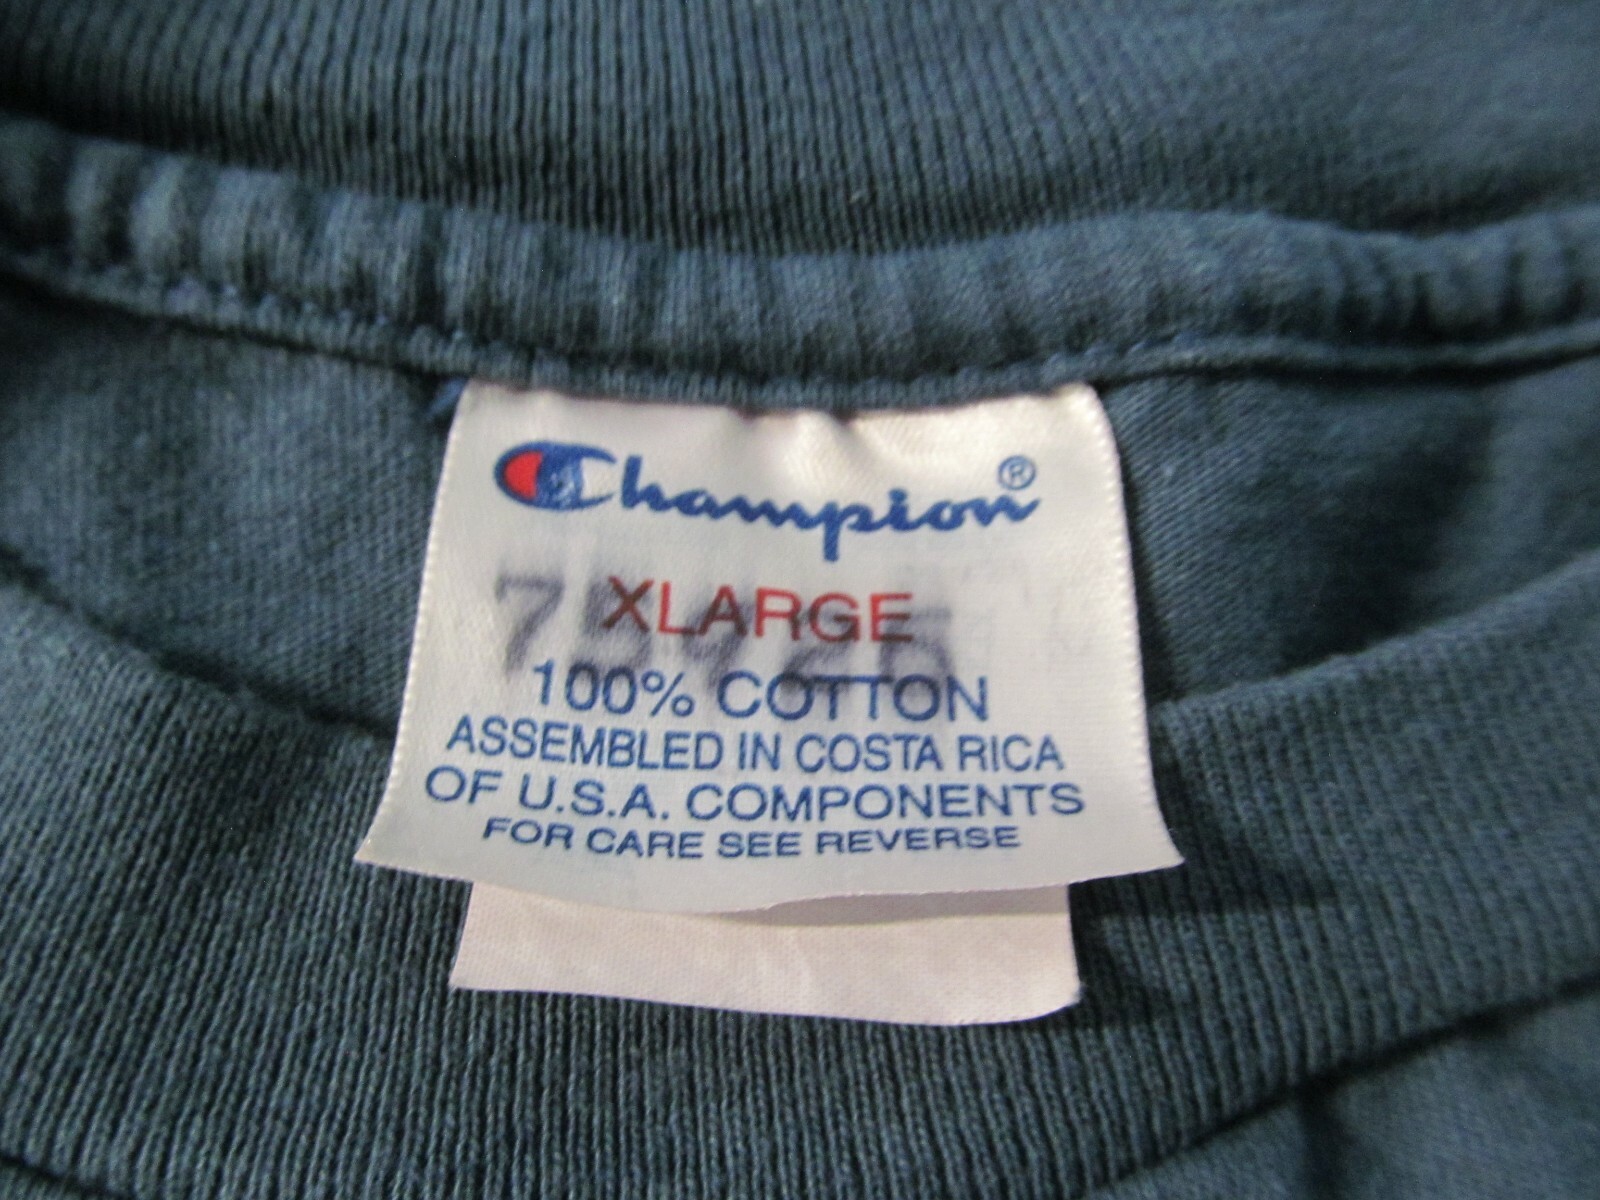 Champion®
XLARGE
100% COTTON
ASSEMBLED IN COSTA RICA
OF U.S.A. COMPONENTS
FOR CARE SEE REVERSE